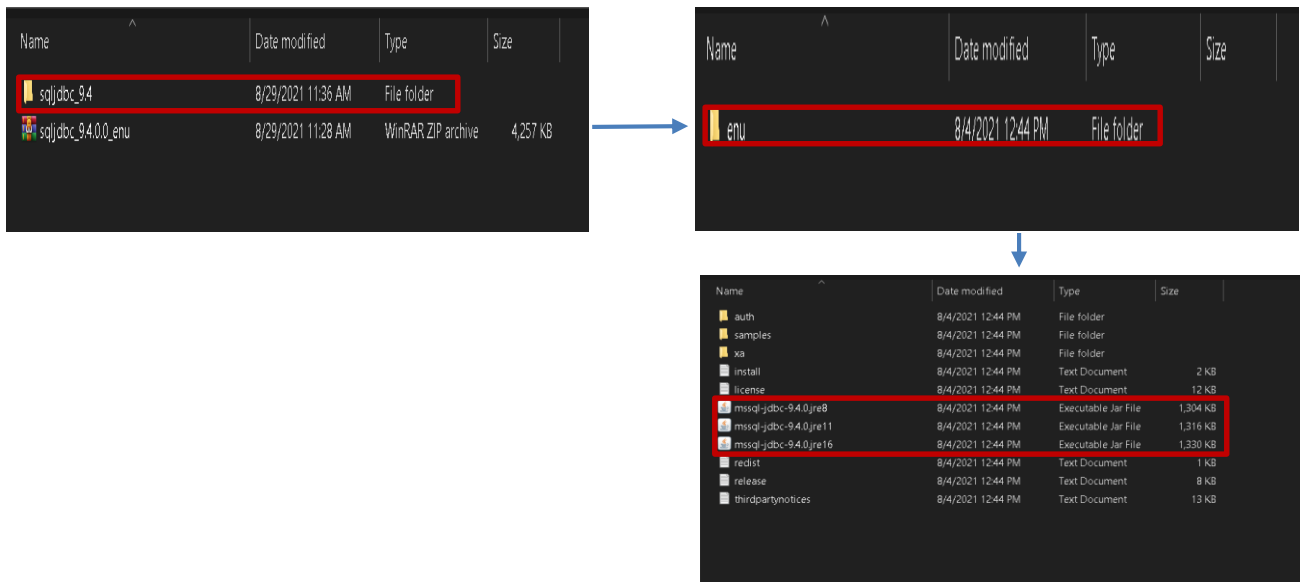 Name Date modified Type Size
sqljdbc_9.4 8/29/2021 11:36 AM File folder
sqljdbc_9.4.0.0_enu 8/29/2021 11:28 AM WinRAR ZIP archive 4,257 KB
Name Date modified Type Size
enu 8/4/2021 12:44 PM File folder
Name Date modified Type Size
auth 8/4/2021 12:44 PM File folder
samples 8/4/2021 12:44 PM File folder
xa 8/4/2021 12:44 PM File folder
install 8/4/2021 12:44 PM Text Document 2 KB
license 8/4/2021 12:44 PM Text Document 12 KB
mssql-jdbc-9.4.0.jre8 8/4/2021 12:44 PM Executable Jar File 1,304 KB
mssql-jdbc-9.4.0.jre11 8/4/2021 12:44 PM Executable Jar File 1,316 KB
mssql-jdbc-9.4.0.jre16 8/4/2021 12:44 PM Executable Jar File 1,330 KB
redist 8/4/2021 12:44 PM Text Document 1 KB
release 8/4/2021 12:44 PM Text Document 8 KB
thirdpartynotices 8/4/2021 12:44 PM Text Document 13 KB